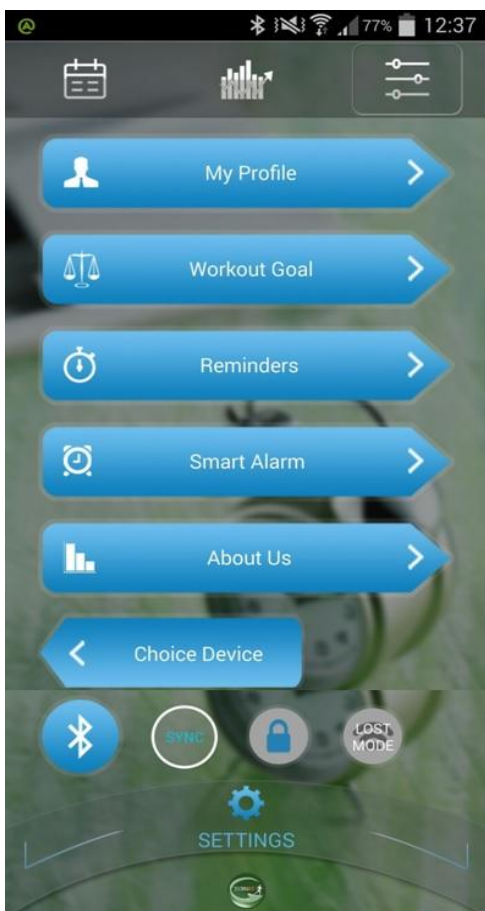 77% 12:37
My Profile
Workout Goal
Reminders
Smart Alarm
About Us
Choice Device
SYNC
LOST
MODE
SETTINGS